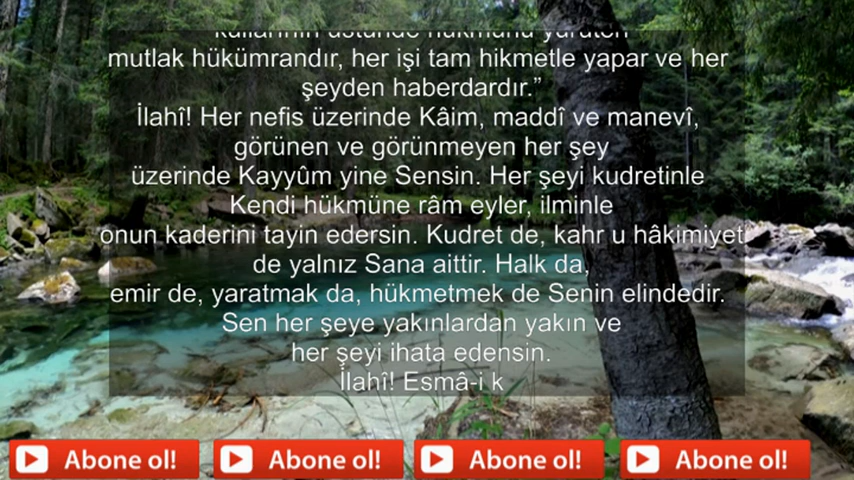 kullarının üstünde hükmünü yürüten
mutlak hükümrandır, her işi tam hikmetle yapar ve her
şeyden haberdardır.”
İlahî! Her nefis üzerinde Kâim, maddî ve manevî,
görünen ve görünmeyen her şey
üzerinde Kayyûm yine Sensin. Her şeyi kudretinle
Kendi hükmüne râm eyler, ilminle
onun kaderini tayin edersin. Kudret de, kahr u hâkimiyet
de yalnız Sana aittir. Halk da,
emir de, yaratmak da, hükmetmek de Senin elindedir.
Sen her şeye yakınlardan yakın ve
her şeyi ihata edensin.
İlahî! Esmâ-i k
Abone ol! Abone ol! Abone ol! Abone ol!